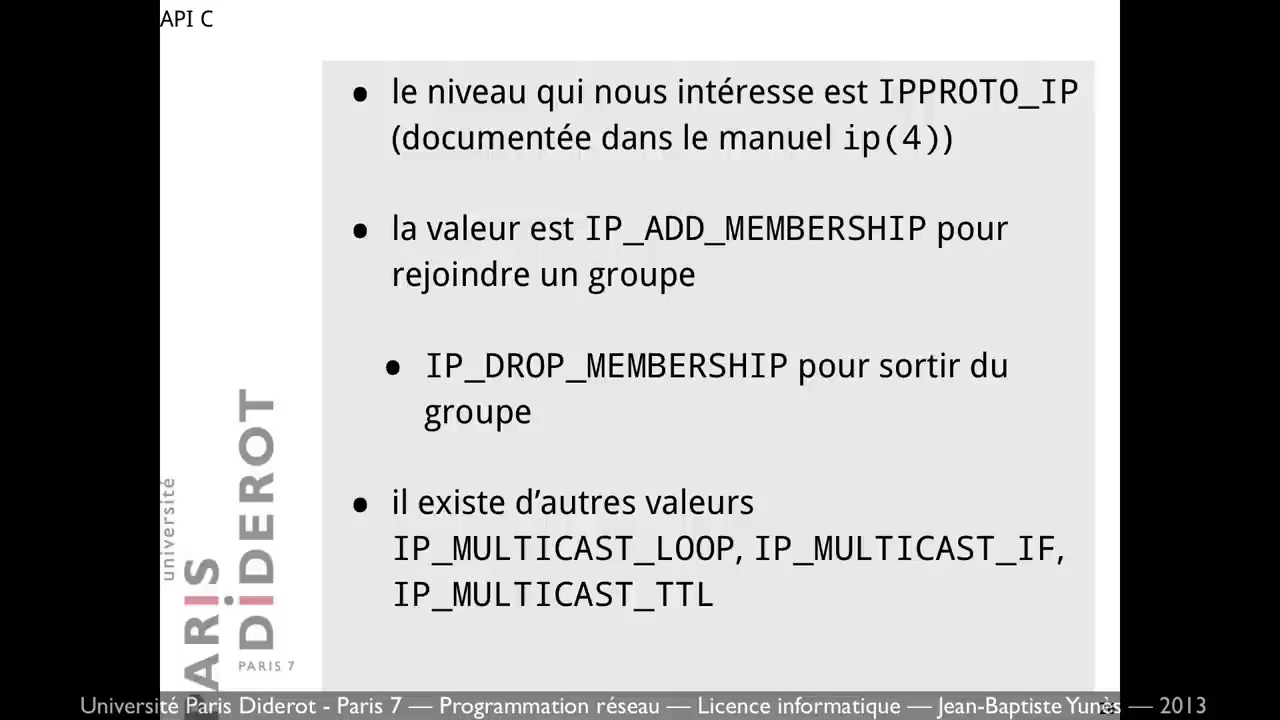 API C
• le niveau qui nous intéresse est IPPROTO_IP
(documentée dans le manuel ip(4))
• la valeur est IP_ADD_MEMBERSHIP pour
rejoindre un groupe
• IP_DROP_MEMBERSHIP pour sortir du
groupe
• il existe d’autres valeurs
IP_MULTICAST_LOOP, IP_MULTICAST_IF,
IP_MULTICAST_TTL
université
PARIS
DIDEROT
PARIS 7
Université Paris Diderot - Paris 7 — Programmation réseau — Licence informatique — Jean-Baptiste Yunès — 2013